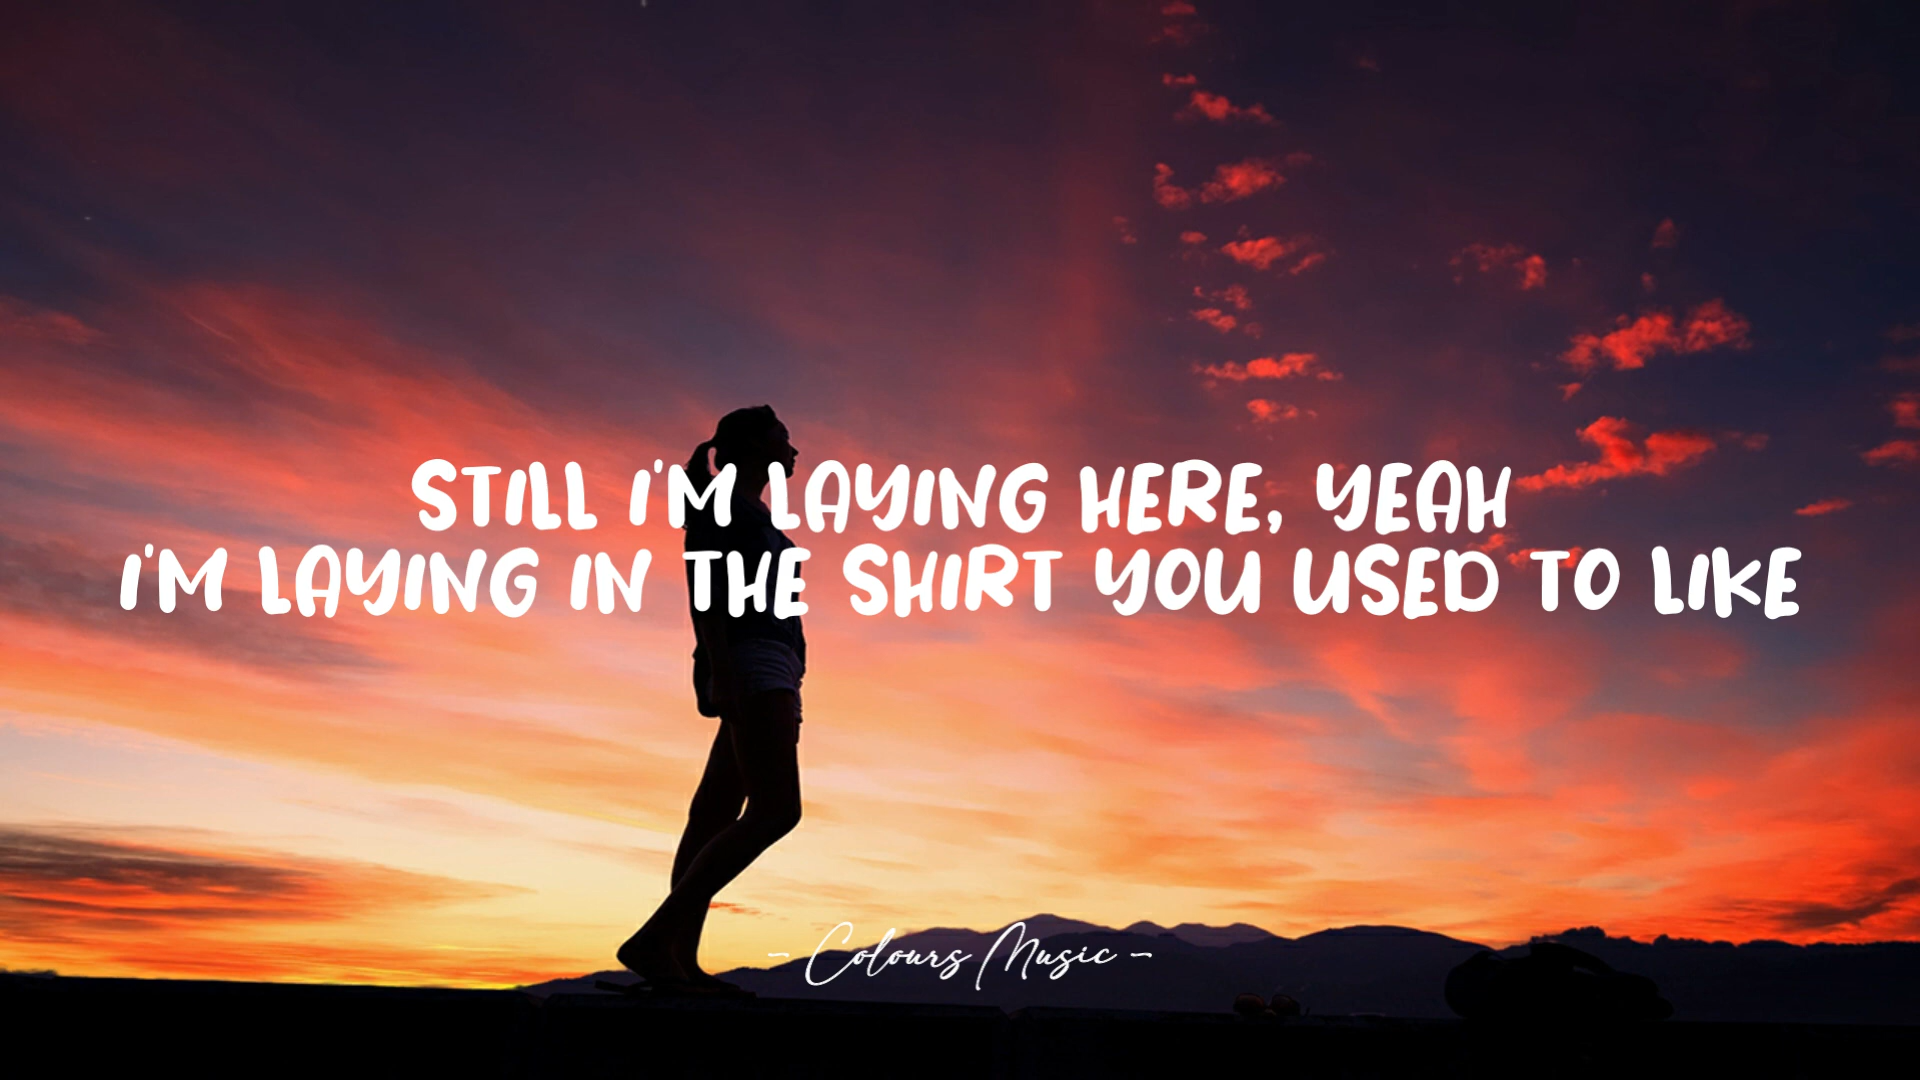 STILL I'M LAYING HERE, YEAH
I'M LAYING IN THE SHIRT YOU USED TO LIKE
- Colours Music -